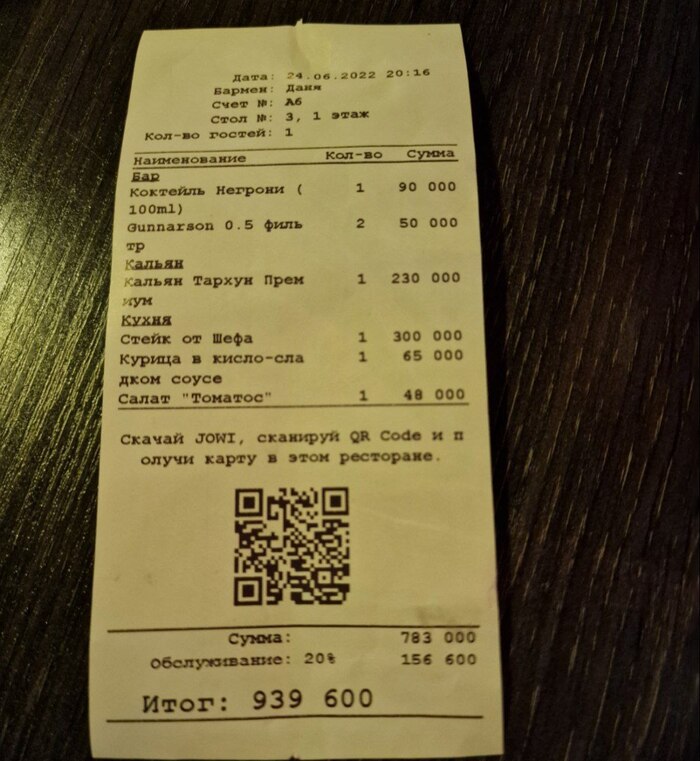 Дата: 24.06.2022 20:16
Бармен: Даня
Счет №: А6
Стол №: 3, 1 этаж
Кол-во гостей: 1
Наименование Кол-во Сумма
Бар
Коктейль Негрони ( 1 90 000
100ml)
Gunnarson 0.5 филь 2 50 000
тр
Кальян
Кальян Тархун Прем 1 230 000
иум
Кухня
Стейк от Шефа 1 300 000
Курица в кисло-сла 1 65 000
дком соусе
Салат "Томатос" 1 48 000
Скачай JOWI, сканируй QR Code и п
олучи карту в этом ресторане.
Сумма: 783 000
Обслуживание: 20% 156 600
Итог: 939 600